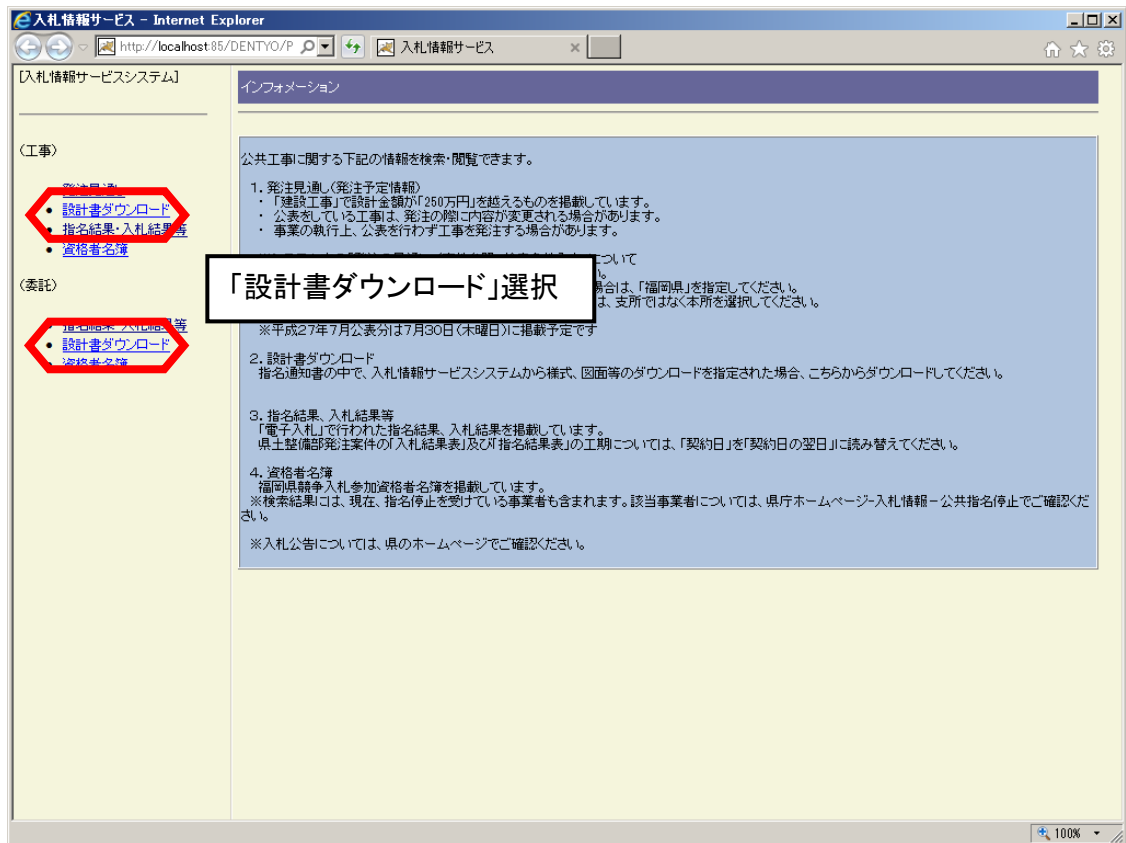 入札情報サービス - Internet Explorer
http://localhost:85/DENTYO/P
入札情報サービス
[入札情報サービスシステム]
(工事)
発注見通し
設計書ダウンロード
指名結果・入札結果等
資格者名簿
(委託)
指名結果・入札結果等
設計書ダウンロード
資格者名簿
インフォメーション
公共工事に関する下記の情報を検索・閲覧できます。
1. 発注見通し(発注予定情報)
・「建設工事」で設計金額が「250万円」を越えるものを掲載しています。
・ 公表をしている工事は、発注の際に内容が変更される場合があります。
・ 事業の執行上、公表を行わず工事を発注する場合があります。
について
い。
場合は、「福岡県」を指定してください。
は、支所ではなく本所を選択してください。
「設計書ダウンロード」選択
※平成27年7月公表分は7月30日(木曜日)に掲載予定です
2. 設計書ダウンロード
指名通知書の中で、入札情報サービスシステムから様式、図面等のダウンロードを指定された場合、こちらからダウンロードしてください。
3. 指名結果、入札結果等
「電子入札」で行われた指名結果、入札結果を掲載しています。
県土整備部発注案件の「入札結果表」及び「指名結果表」の工期については、「契約日」を「契約日の翌日」に読み替えてください。
4. 資格者名簿
福岡県競争入札参加資格者名簿を掲載しています。
※検索結果には、現在、指名停止を受けている事業者も含まれます。該当事業者については、県庁ホームページ-入札情報-公共指名停止でご確認くだ
さい。
※入札公告については、県のホームページでご確認ください。
100%